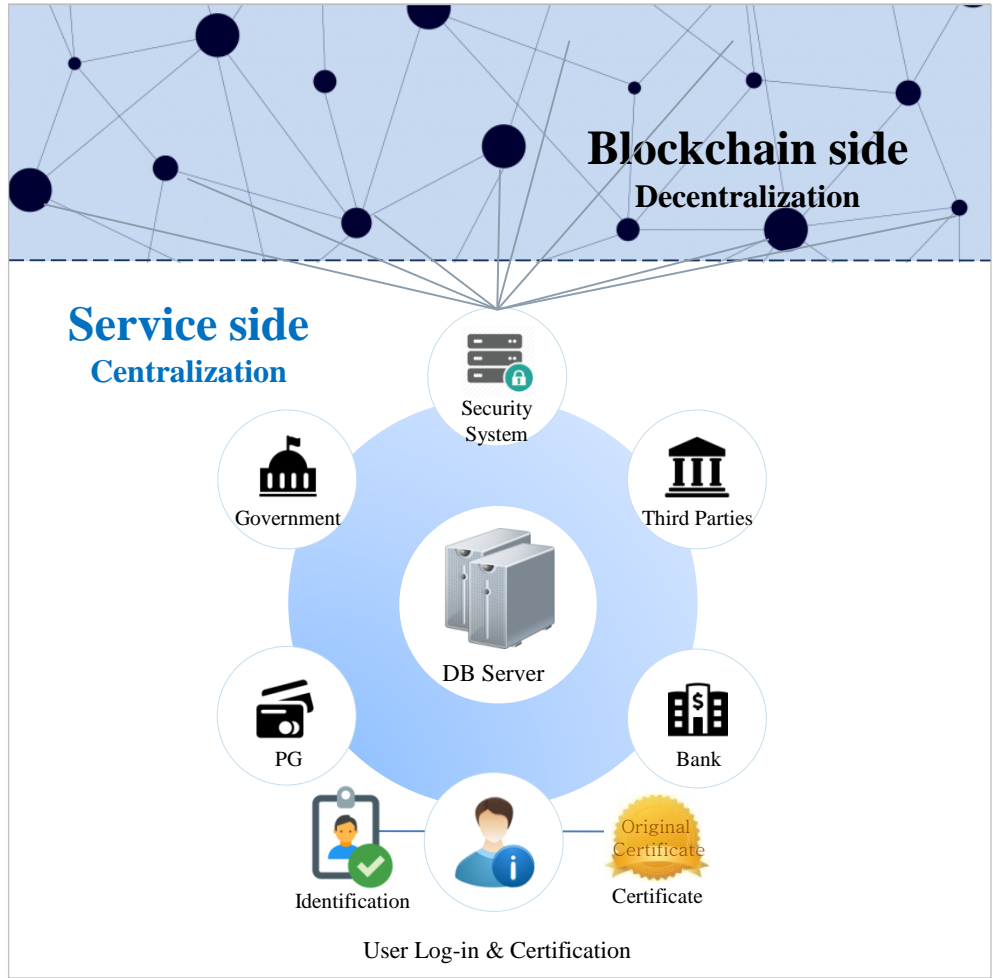 Blockchain side
Decentralization
Service side
Centralization
Security
System
Government
Third Parties
DB Server
PG
$
Bank
i
Original
Certificate
Identification
Certificate
User Log-in & Certification